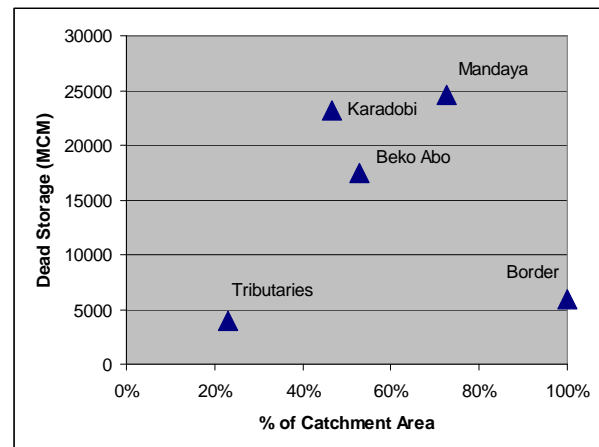 30000
25000
20000
15000
10000
5000
0
Dead Storage (MCM)
Mandaya
Karadobi
Beko Abo
Border
Tributaries
0% 20% 40% 60% 80% 100%
% of Catchment Area